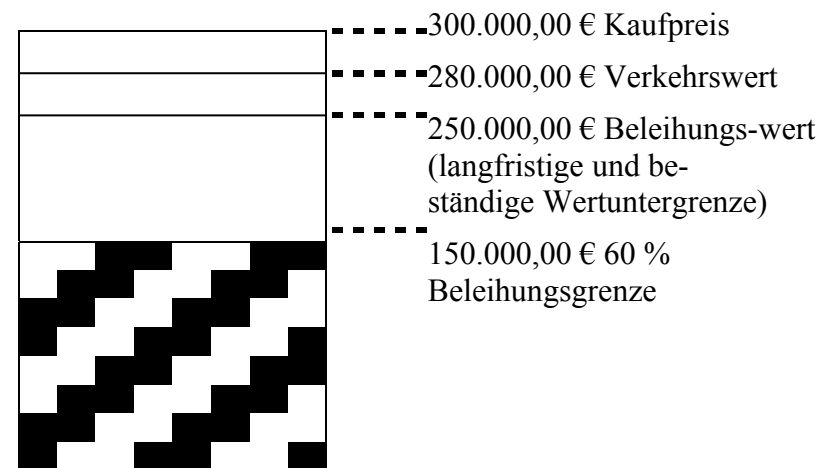 300.000,00 € Kaufpreis
280.000,00 € Verkehrswert
250.000,00 € Beleihungs-wert
(langfristige und be-
ständige Wertuntergrenze)
150.000,00 € 60 %
Beleihungsgrenze